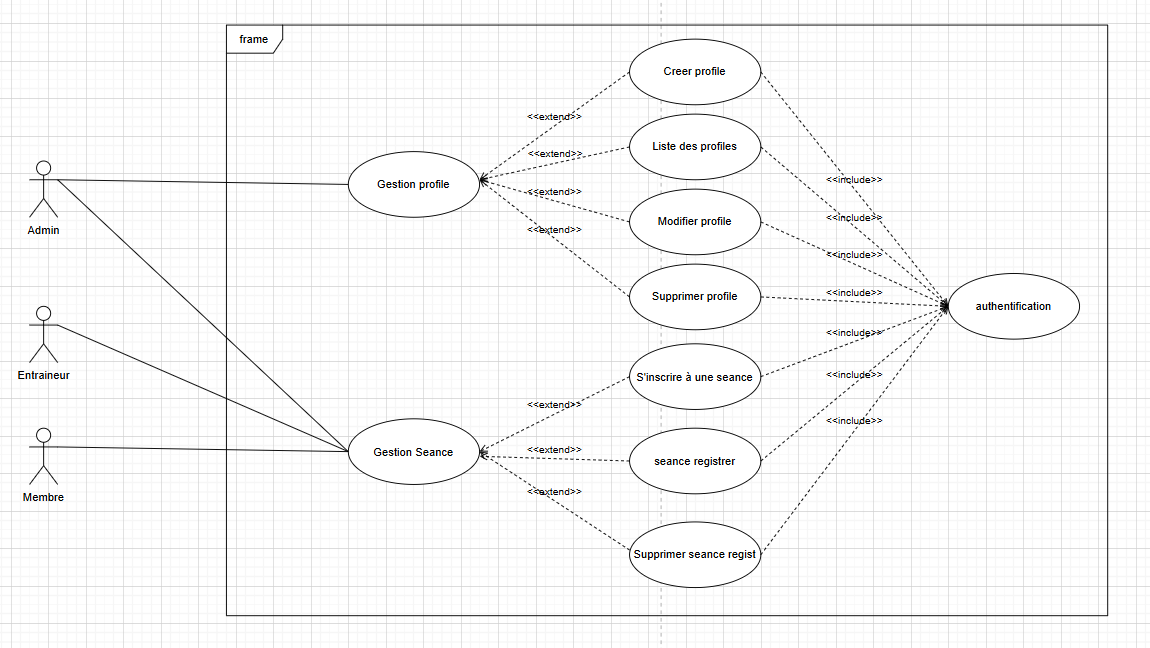 frame
Creer profile
<<extend>>
Liste des profiles
<<extend>>
Gestion profile
<<include>>
<<extend>>
Modifier profile
<<include>>
Admin
<<extend>>
<<include>>
Supprimer profile
<<include>>
authentification
<<include>>
Entraineur
S'inscrire à une seance
<<include>>
<<extend>>
<<include>>
Gestion Seance
<<extend>>
seance registrer
Membre
<<extend>>
Supprimer seance regist